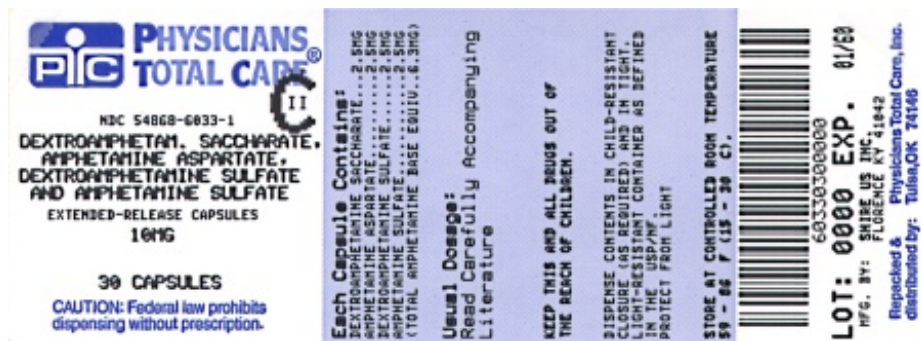 PTC
PHYSICIANS
TOTAL CARE®
C II
NDC 54868-6033-1
DEXTROAMPHETAM. SACCHARATE,
AMPHETAMINE ASPARTATE,
DEXTROAMPHETAMINE SULFATE
AND AMPHETAMINE SULFATE
EXTENDED-RELEASE CAPSULES
10MG
30 CAPSULES
CAUTION: Federal law prohibits
dispensing without prescription.
Each Capsule Contains:
DEXTROAMPHETAMINE SACCHARATE...2.5MG
AMPHETAMINE ASPARTATE..........2.5MG
DEXTROAMPHETAMINE SULFATE......2.5MG
AMPHETAMINE SULFATE............2.5MG
(TOTAL AMPHETAMINE BASE EQUIV..6.3MG)
Usual Dosage:
Read Carefully Accompanying
Literature
KEEP THIS AND ALL DRUGS OUT OF
THE REACH OF CHILDREN.
DISPENSE CONTENTS IN CHILD-RESISTANT
CLOSURE (AS REQUIRED) AND IN TIGHT,
LIGHT-RESISTANT CONTAINER AS DEFINED
IN THE USP/NF.
PROTECT FROM LIGHT
STORE AT CONTROLLED ROOM TEMPERATURE
59 - 86 F (15 - 30 C).
603303000000
LOT: 0000 EXP. 01/60
MFG. BY: SHIRE US INC.
FLORENCE KY 41042
Repacked & Physicians Total Care, Inc.
distributed by: Tulsa, OK 74146